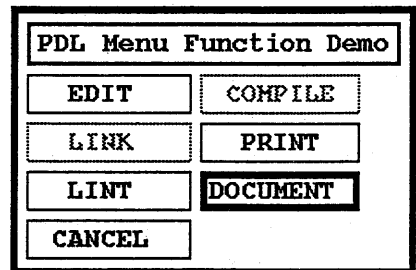 PDL Menu Function Demo
EDIT COMPILE
LINK PRINT
LINT DOCUMENT
CANCEL